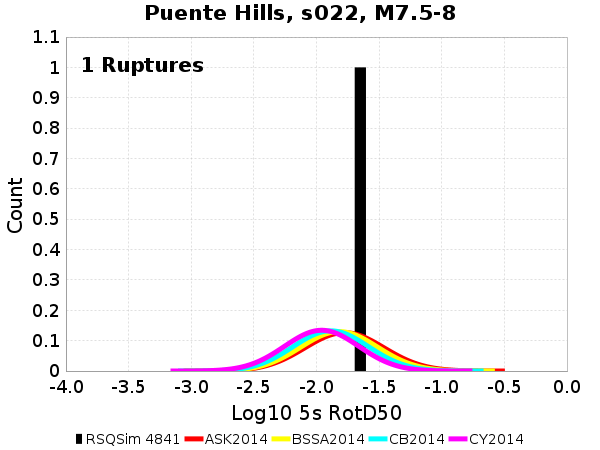 Puente Hills, s022, M7.5-8
1 Ruptures
1.1
1
0.9
0.8
0.7
0.6
0.5
0.4
0.3
0.2
0.1
0
Count
-4.0 -3.5 -3.0 -2.5 -2.0 -1.5 -1.0 -0.5 0.0
Log10 5s RotD50
RSQSim 4841 ASK2014 BSSA2014 CB2014 CY2014